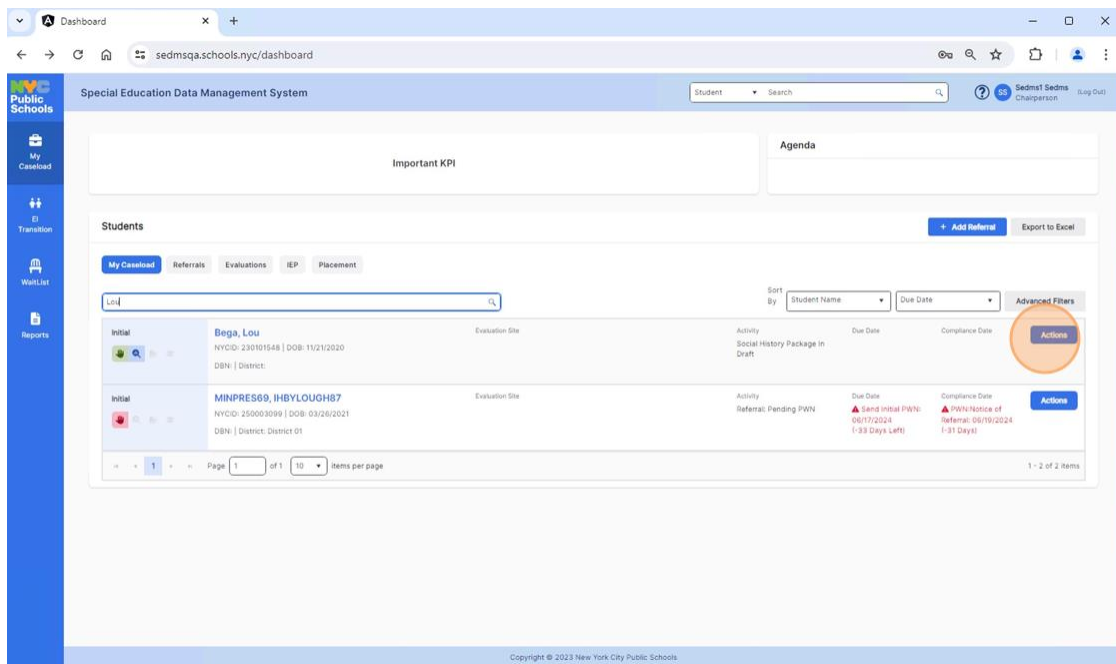 Dashboard
sedmsqa.schools.nyc/dashboard
NYC
Public
Schools
Special Education Data Management System
Student
Search
SS
Sedms1 Sedms
Chairperson
(Log Out)
My
Caseload
EI
Transition
WaitList
Reports
Important KPI
Agenda
Students
+ Add Referral
Export to Excel
My Caseload
Referrals
Evaluations
IEP
Placement
Lou
Sort
By
Student Name
Due Date
Advanced Filters
Initial
Bega, Lou
NYCID: 230101548 | DOB: 11/21/2020
DBN: | District:
Evaluation Site
Activity
Social History Package In
Draft
Due Date
Compliance Date
Actions
Initial
MINPRES69, IHBYLOUGH87
NYCID: 250003099 | DOB: 03/26/2021
DBN: | District: District 01
Evaluation Site
Activity
Referral: Pending PWN
Due Date
Send Initial PWN:
06/17/2024
(-33 Days Left)
Compliance Date
PWN:Notice of
Referral: 06/19/2024
(-31 Days)
Actions
1
Page 1 of 1 10 items per page
1 - 2 of 2 items
Copyright © 2023 New York City Public Schools